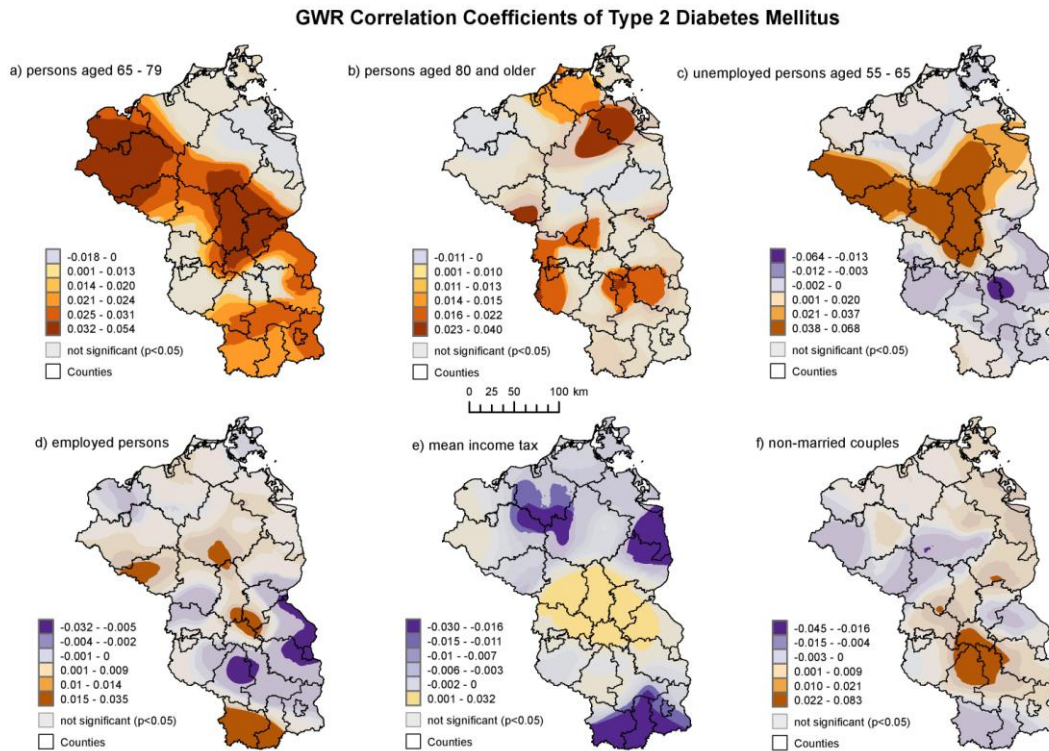 GWR Correlation Coefficients of Type 2 Diabetes Mellitus
a) persons aged 65 - 79
-0.018 - 0
0.001 - 0.013
0.014 - 0.020
0.021 - 0.024
0.025 - 0.031
0.032 - 0.054
not significant (p<0.05)
Counties
b) persons aged 80 and older
-0.011 - 0
0.001 - 0.010
0.011 - 0.013
0.014 - 0.015
0.016 - 0.022
0.023 - 0.040
not significant (p<0.05)
Counties
c) unemployed persons aged 55 - 65
-0.064 - -0.013
-0.012 - -0.003
-0.002 - 0
0.001 - 0.020
0.021 - 0.037
0.038 - 0.068
not significant (p<0.05)
Counties
0 25 50 100 km
d) employed persons
-0.032 - -0.005
-0.004 - -0.002
-0.001 - 0
0.001 - 0.009
0.01 - 0.014
0.015 - 0.035
not significant (p<0.05)
Counties
e) mean income tax
-0.030 - -0.016
-0.015 - -0.011
-0.01 - -0.007
-0.006 - -0.003
-0.002 - 0
0.001 - 0.032
not significant (p<0.05)
Counties
f) non-married couples
-0.045 - -0.016
-0.015 - -0.004
-0.003 - 0
0.001 - 0.009
0.010 - 0.021
0.022 - 0.083
not significant (p<0.05)
Counties